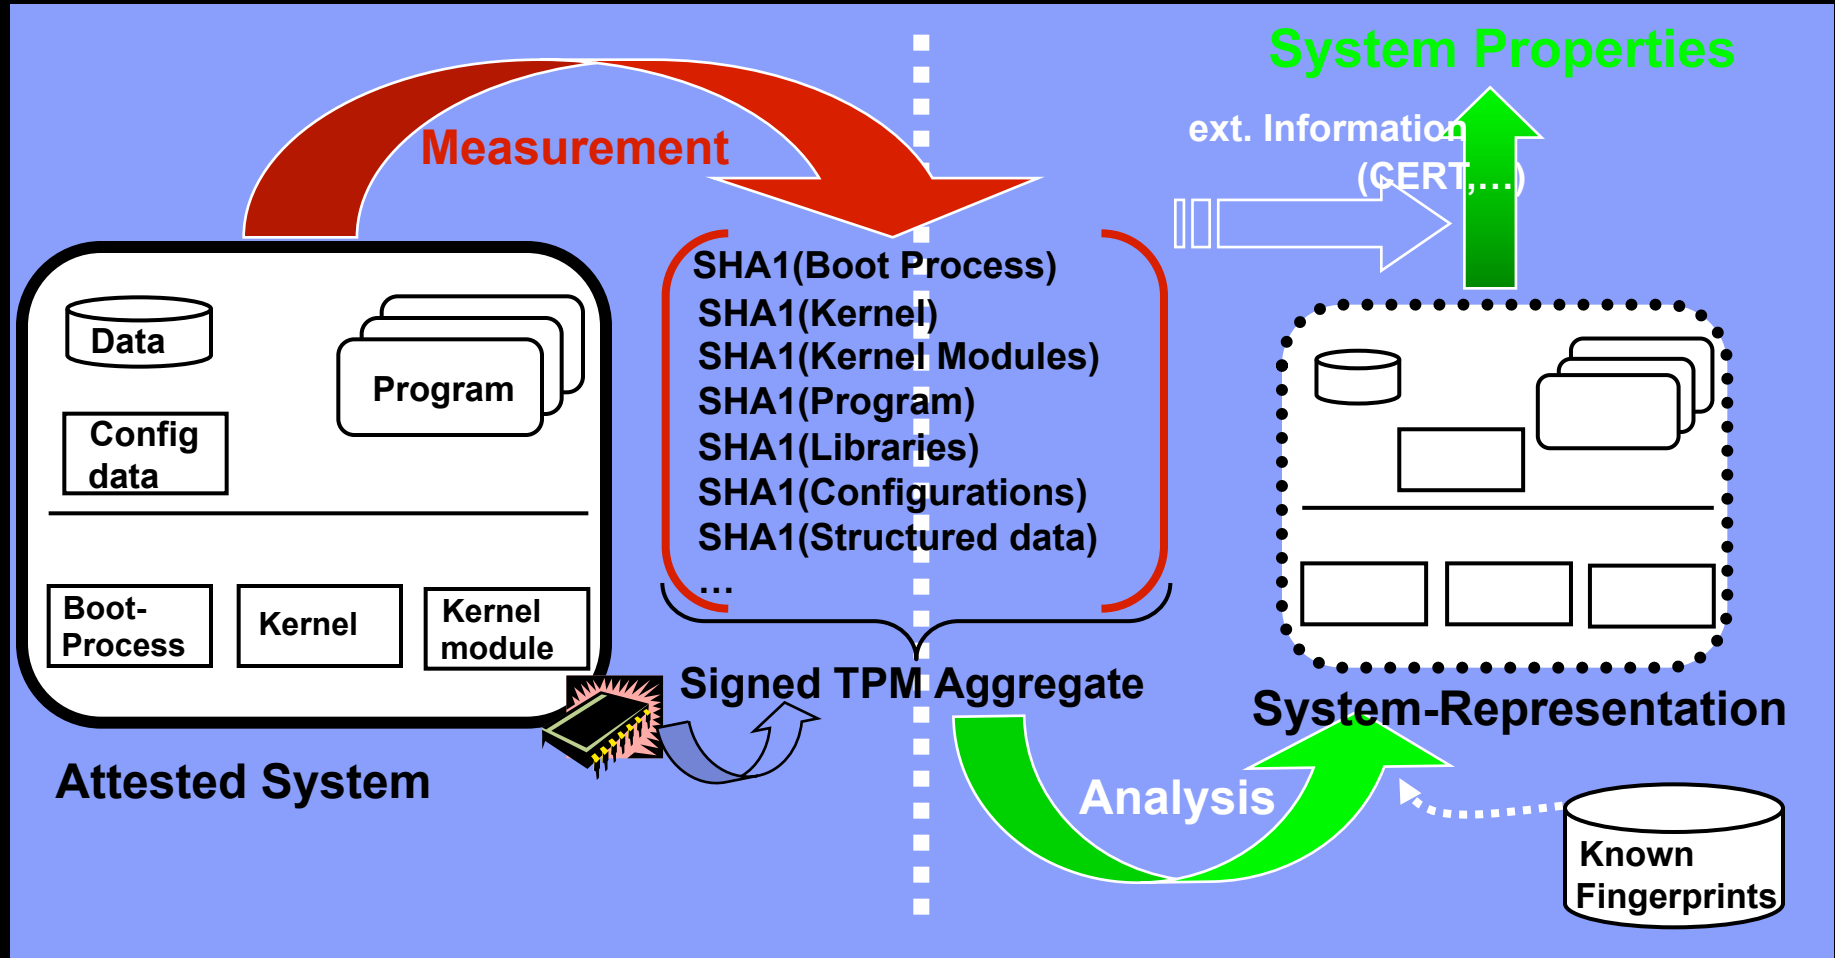 System Properties
ext. Information
(CERT,...)
Measurement
SHA1(Boot Process)
SHA1(Kernel)
SHA1(Kernel Modules)
SHA1(Program)
SHA1(Libraries)
SHA1(Configurations)
SHA1(Structured data)
...
Data
Program
Config
data
Boot-
Process
Kernel
Kernel
module
Signed TPM Aggregate
Attested System
System-Representation
Analysis
Known
Fingerprints